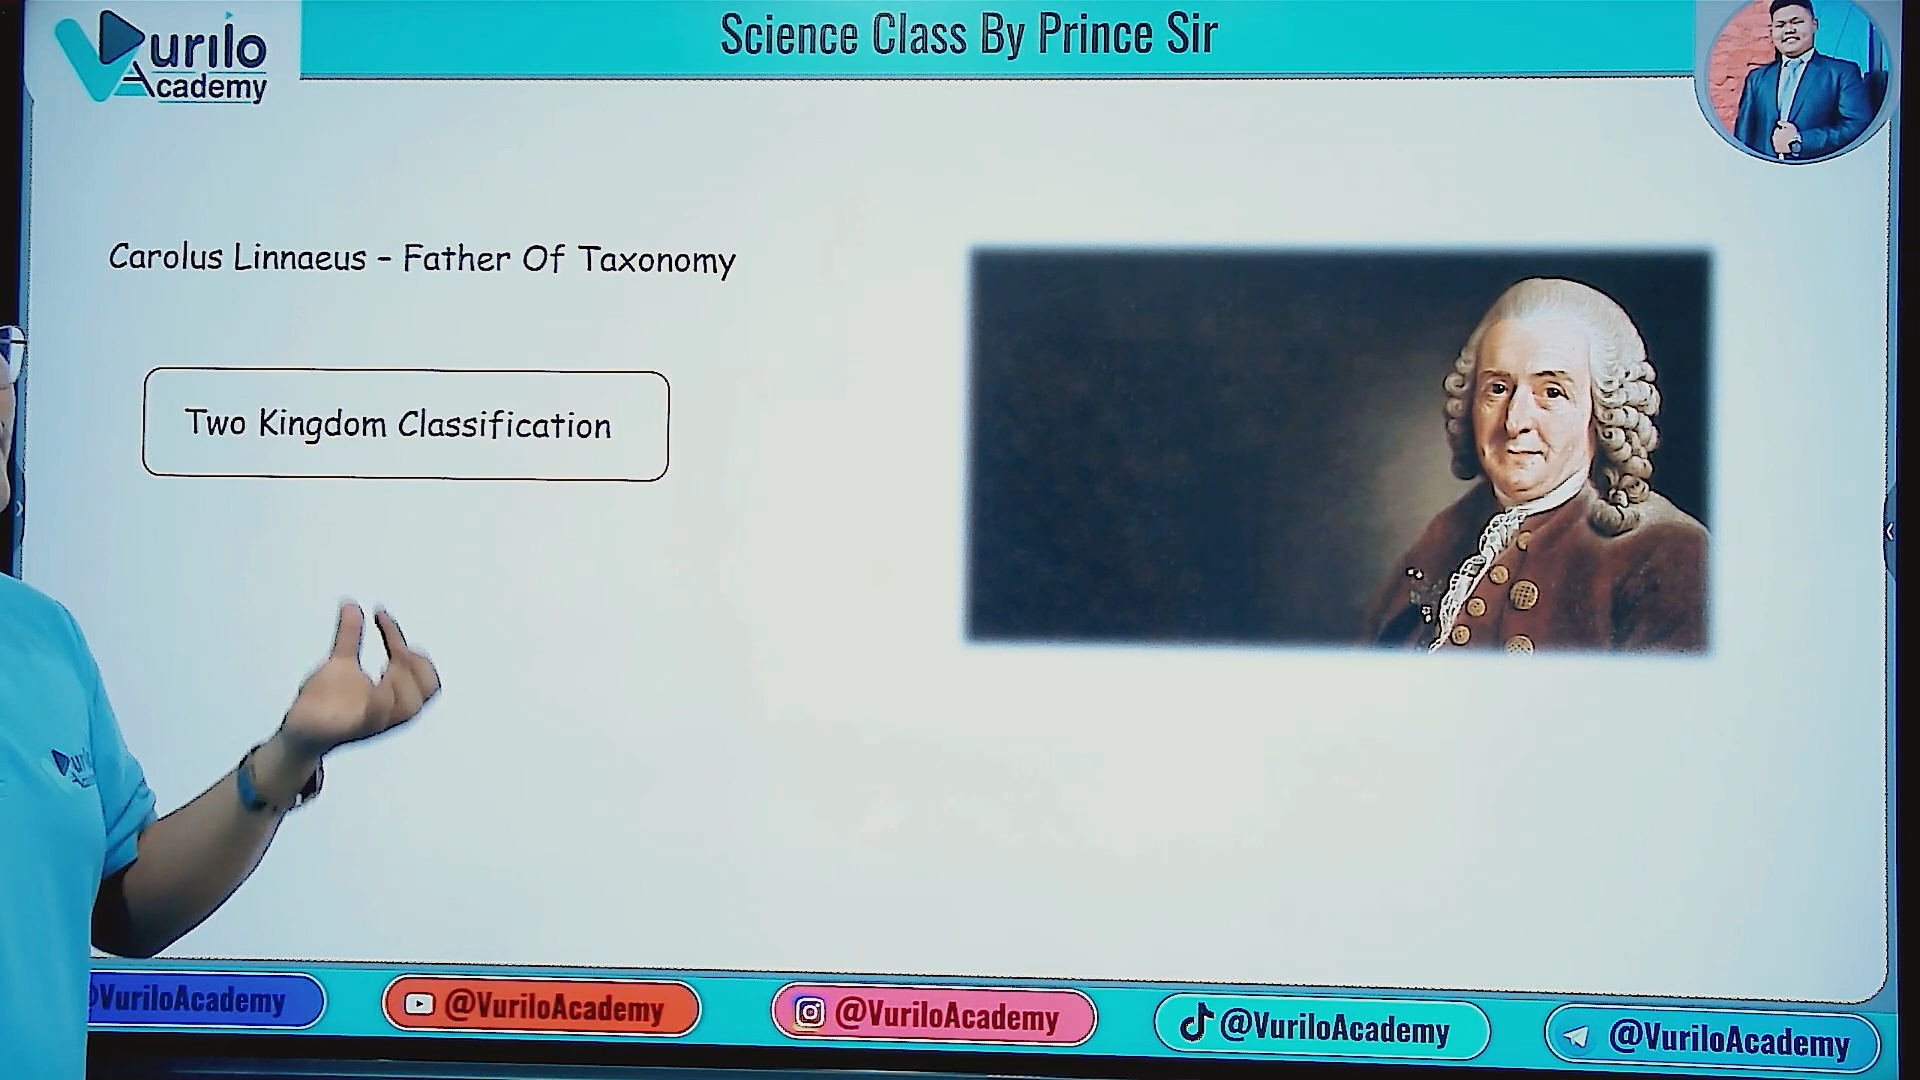 Vurilo
Academy
Science Class By Prince Sir
Carolus Linnaeus – Father Of Taxonomy
Two Kingdom Classification
@VuriloAcademy
@VuriloAcademy
@VuriloAcademy
@VuriloAcademy
@VuriloAcademy